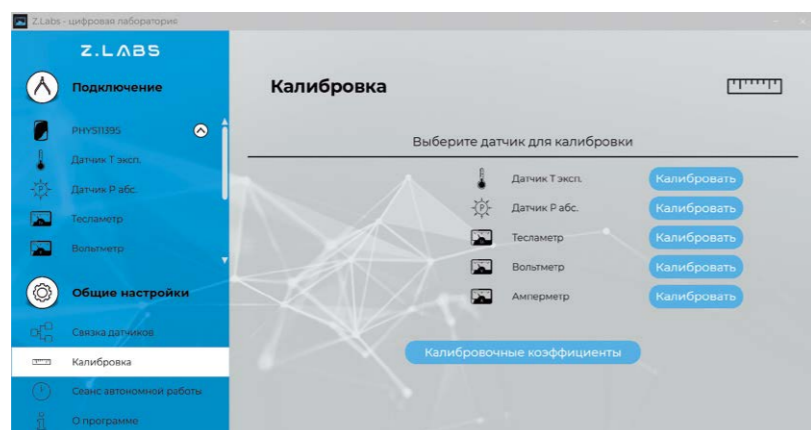 Z.Labs - цифровая лаборатория
Z.LABS
Подключение
PHYS11395
Датчик Т эксп.
Датчик Р абс.
Тесламетр
Вольтметр
Общие настройки
Связка датчиков
Калибровка
Сеанс автономной работы
О программе
Калибровка
Выберите датчик для калибровки
Датчик Т эксп. Калибровать
Датчик Р абс. Калибровать
Тесламетр Калибровать
Вольтметр Калибровать
Амперметр Калибровать
Калибровочные коэффициенты